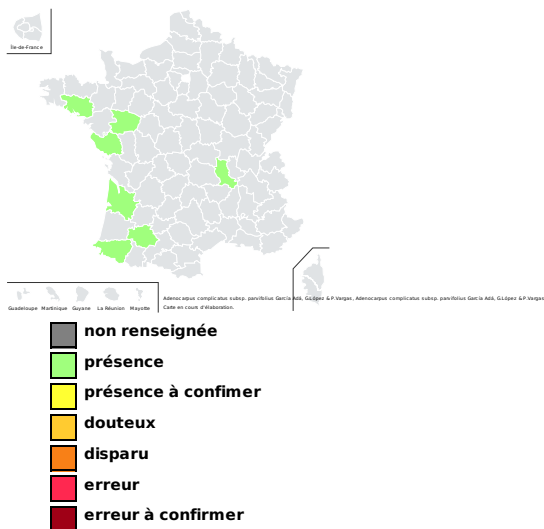 Île-de-France
Guadeloupe Martinique Guyane La Réunion Mayotte
Adenocarpus complicatus subsp. parvifolius García Adá, G.López & P.Vargas, Adenocarpus complicatus subsp. parvifolius García Adá, G.López & P.Vargas
Carte en cours d'élaboration.
non renseignée
présence
présence à confimer
douteux
disparu
erreur
erreur à confirmer